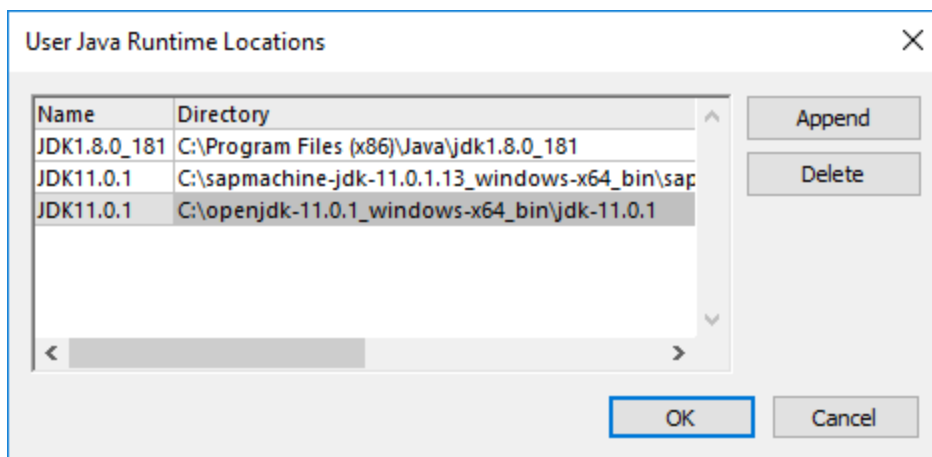 User Java Runtime Locations
Name Directory
JDK1.8.0_181 C:\Program Files (x86)\Java\jdk1.8.0_181
JDK11.0.1 C:\sapmachine-jdk-11.0.1.13_windows-x64_bin\sap
JDK11.0.1 C:\openjdk-11.0.1_windows-x64_bin\jdk-11.0.1
Append
Delete
OK Cancel